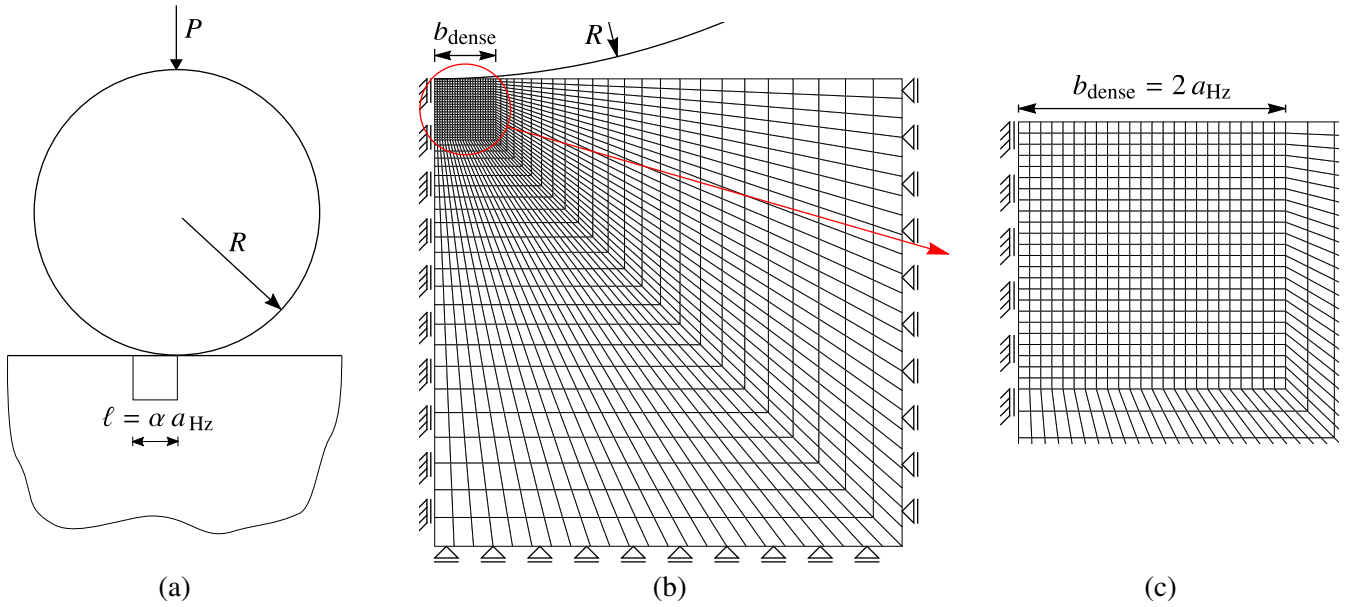 P
R
ℓ = α a_Hz
(a)
b_dense
R
(b)
b_dense = 2 a_Hz
(c)